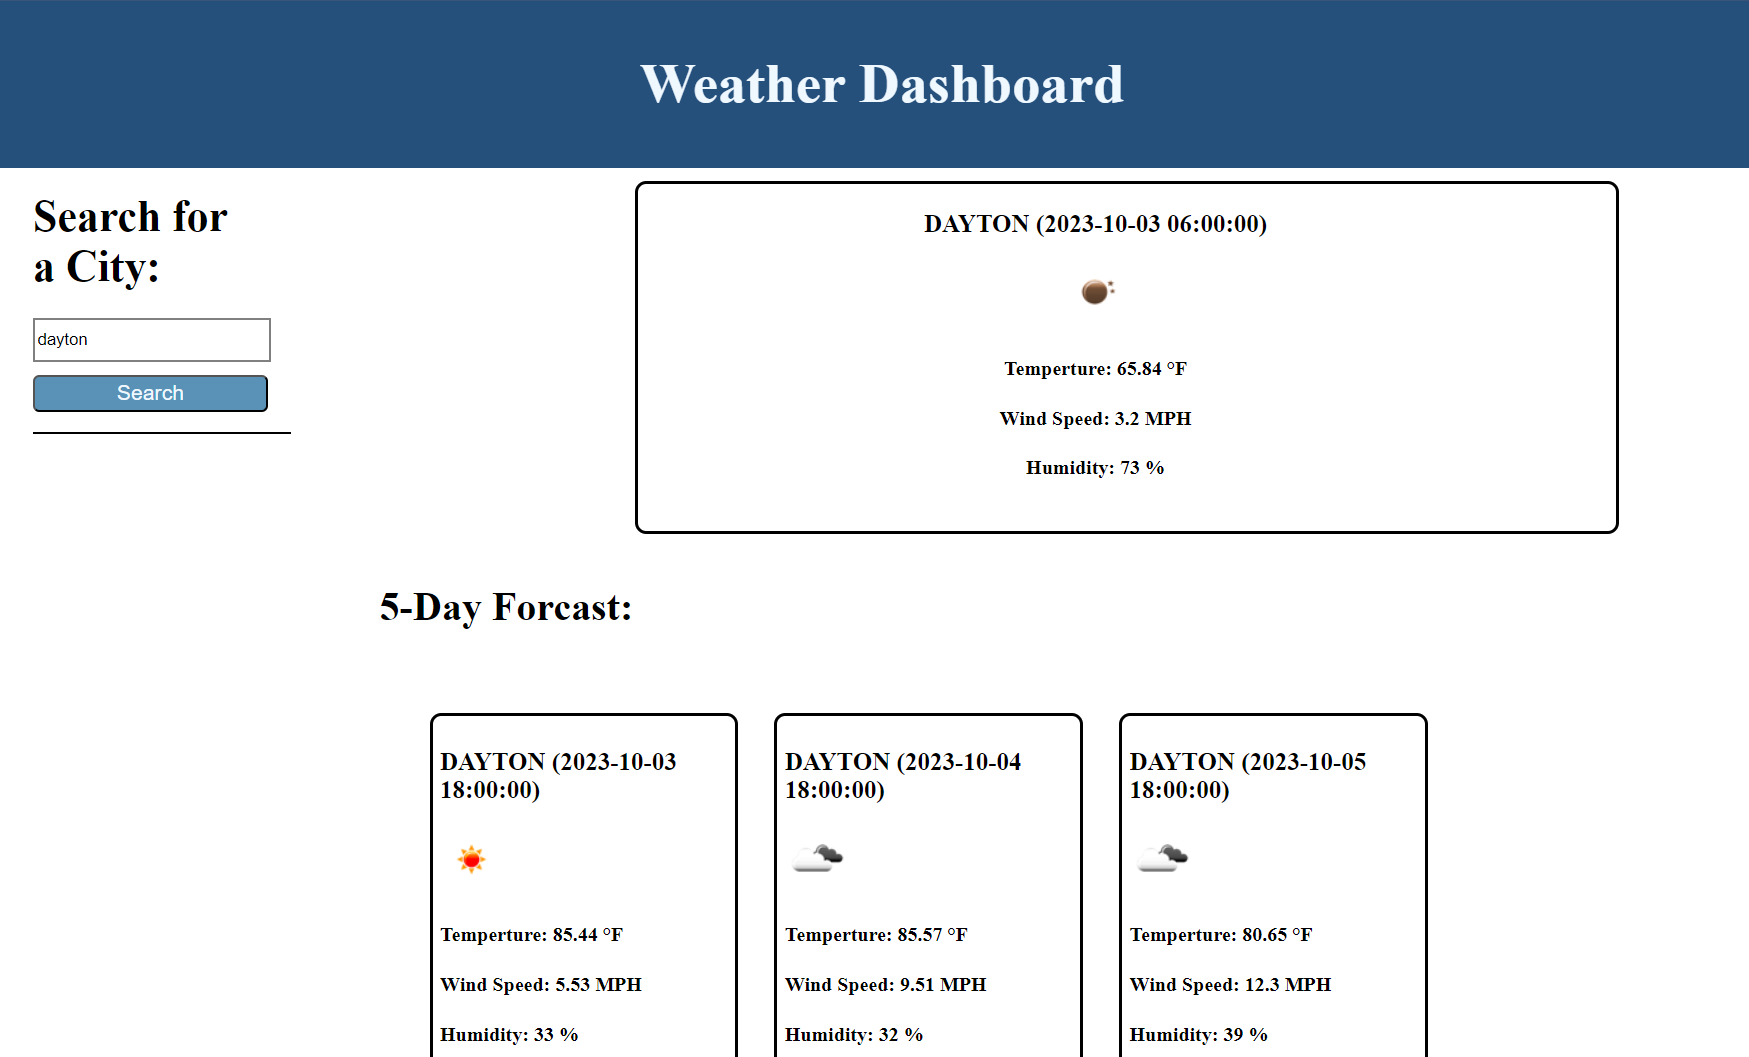 Weather Dashboard
Search for
a City:
dayton
Search
DAYTON (2023-10-03 06:00:00)
Temperture: 65.84 °F
Wind Speed: 3.2 MPH
Humidity: 73 %
5-Day Forcast:
DAYTON (2023-10-03
18:00:00)
Temperture: 85.44 °F
Wind Speed: 5.53 MPH
Humidity: 33 %
DAYTON (2023-10-04
18:00:00)
Temperture: 85.57 °F
Wind Speed: 9.51 MPH
Humidity: 32 %
DAYTON (2023-10-05
18:00:00)
Temperture: 80.65 °F
Wind Speed: 12.3 MPH
Humidity: 39 %